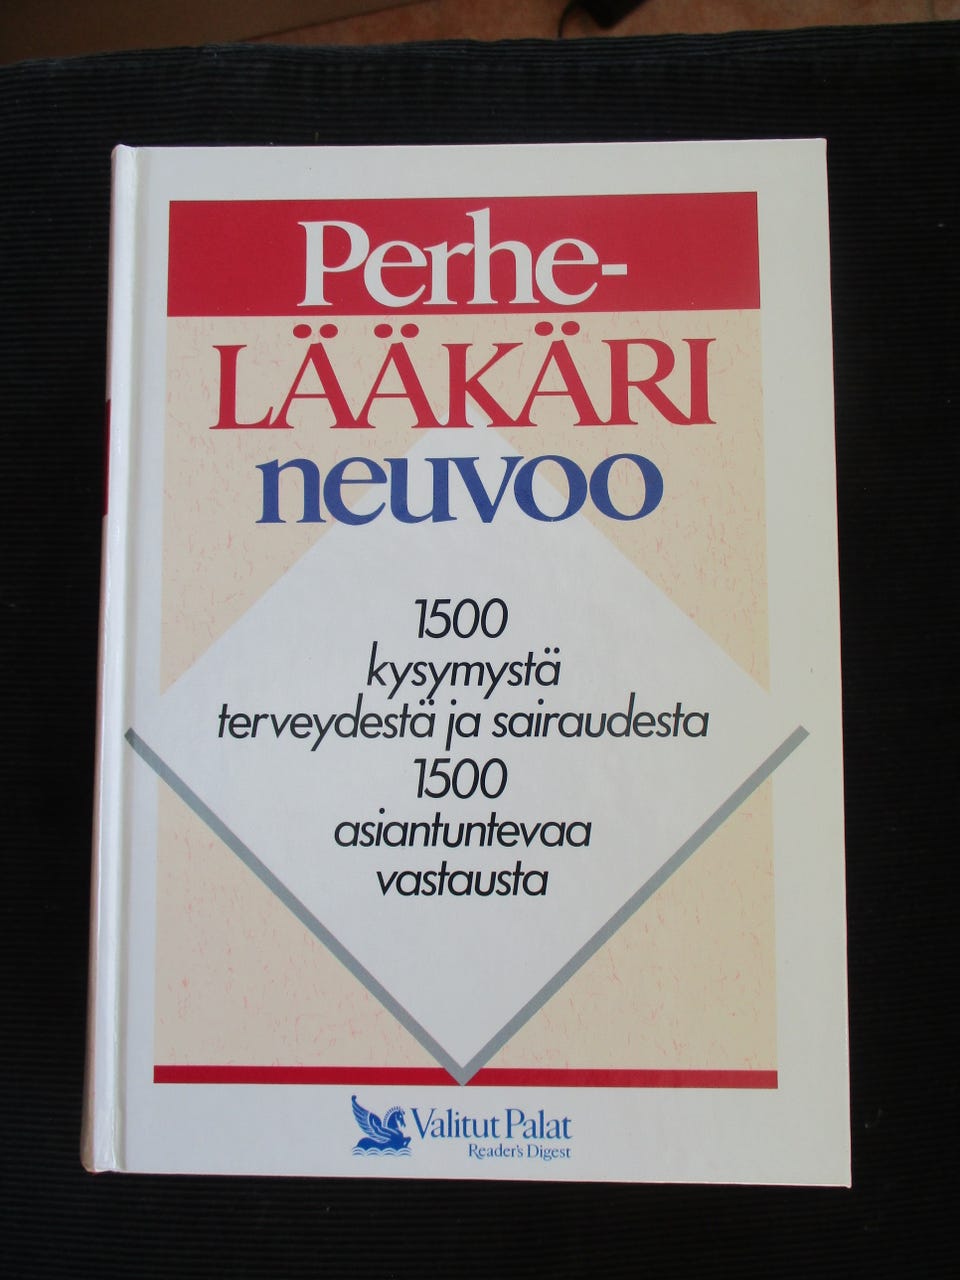 Perhe-
LÄÄKÄRI
neuvoo
1500
kysymystä
terveydestä ja sairaudesta
1500
asiantuntevaa
vastausta
Valitut Palat
Reader's Digest